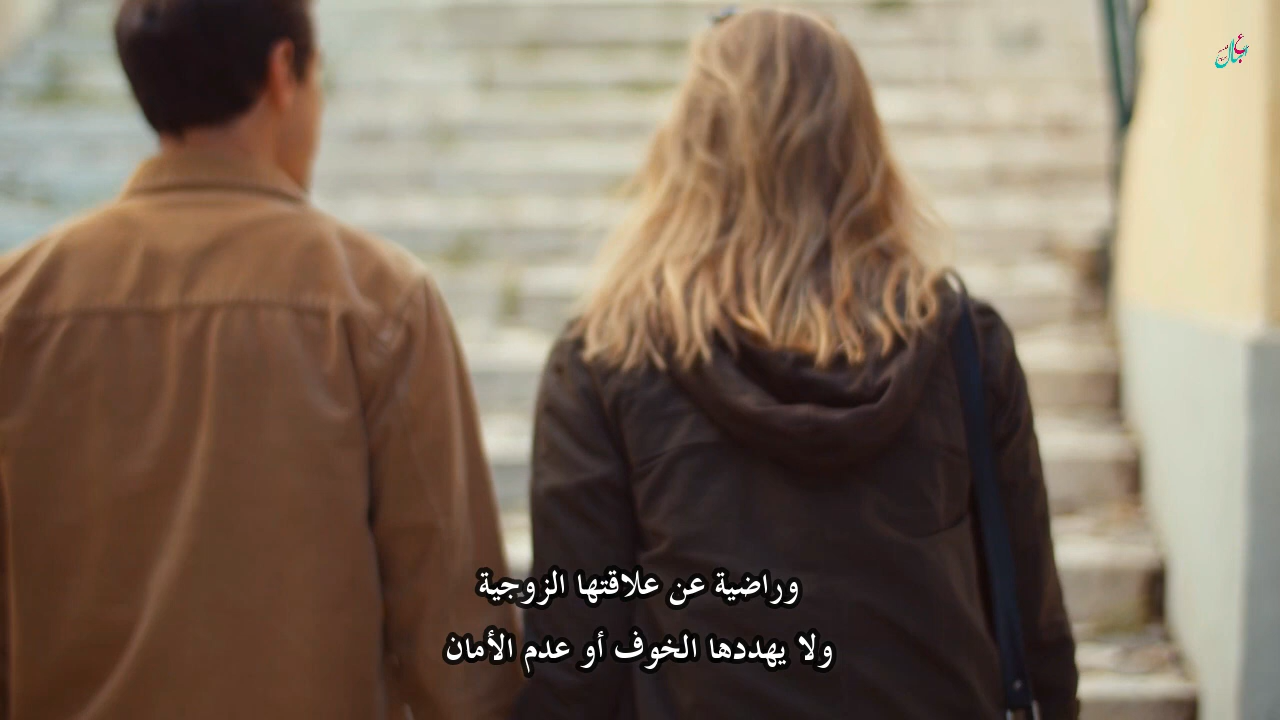 وراضية عن علاقتها الزوجية
ولا يهددها الخوف أو عدم الأمان